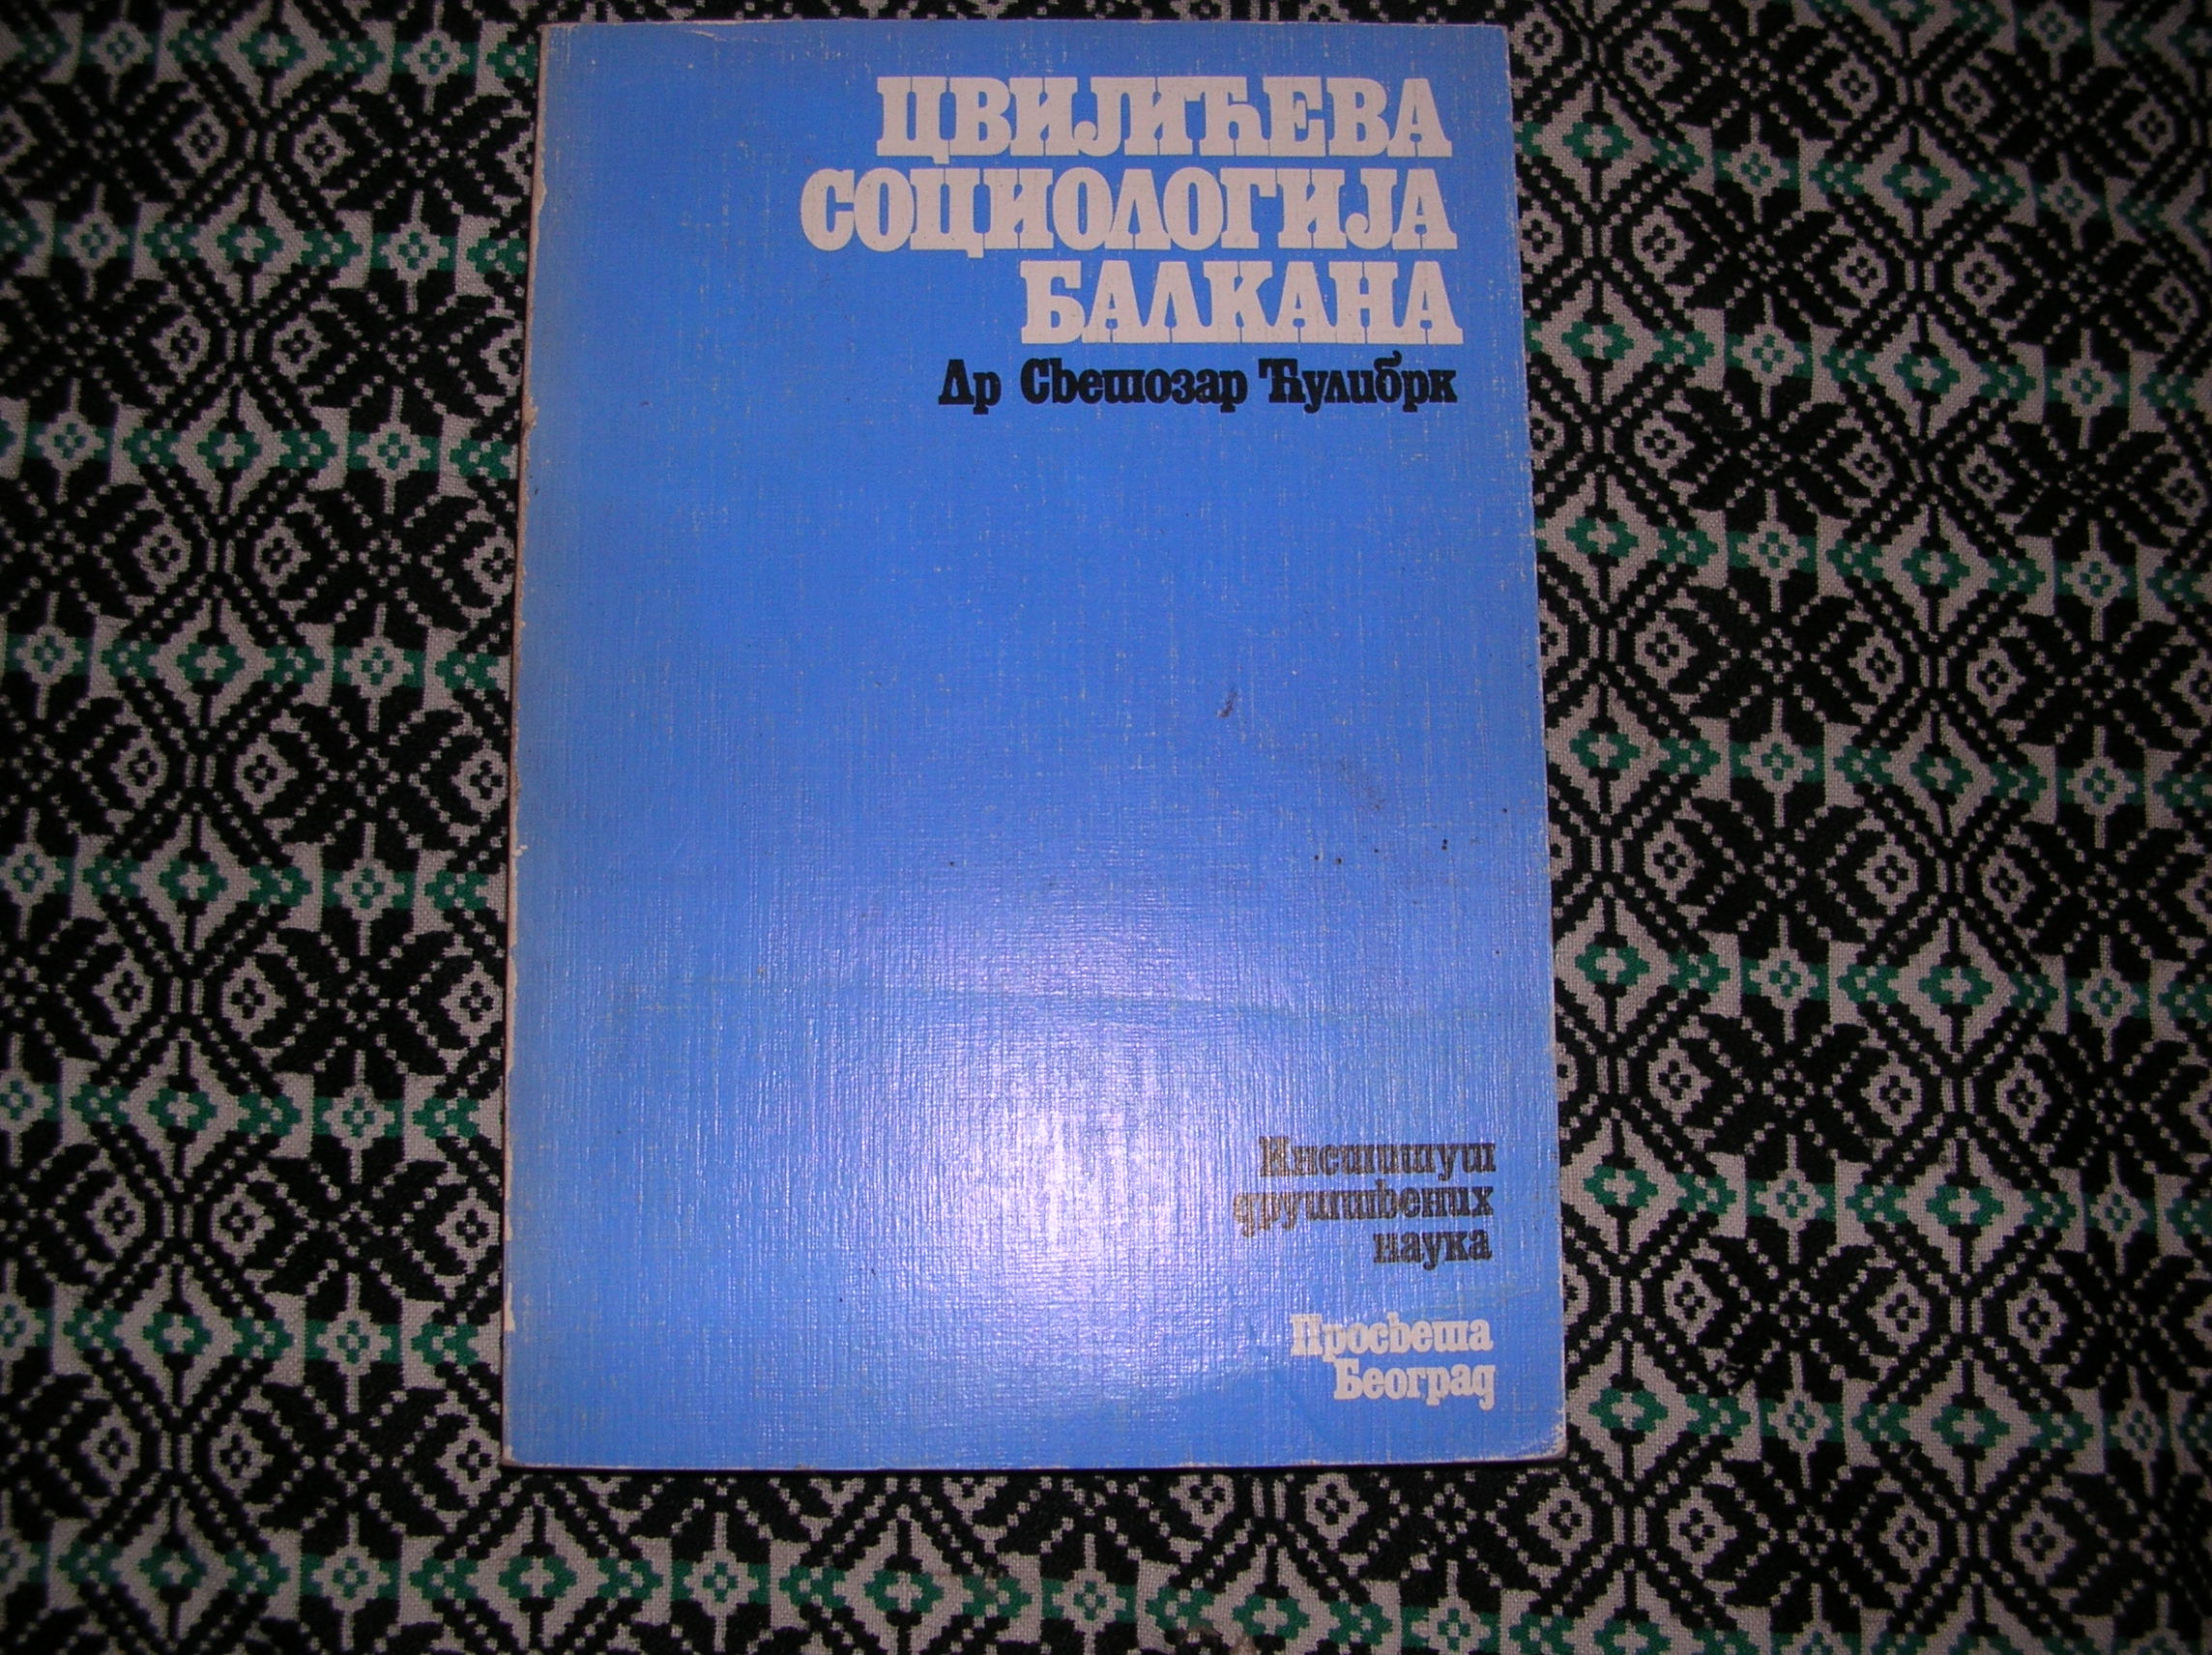 ЦВИЈИЋЕВА
СОЦИОЛОГИЈА
БАЛКАНА
Др Светозар Ћулибрк
Институт
друштвених
наука
Просвета
Београд